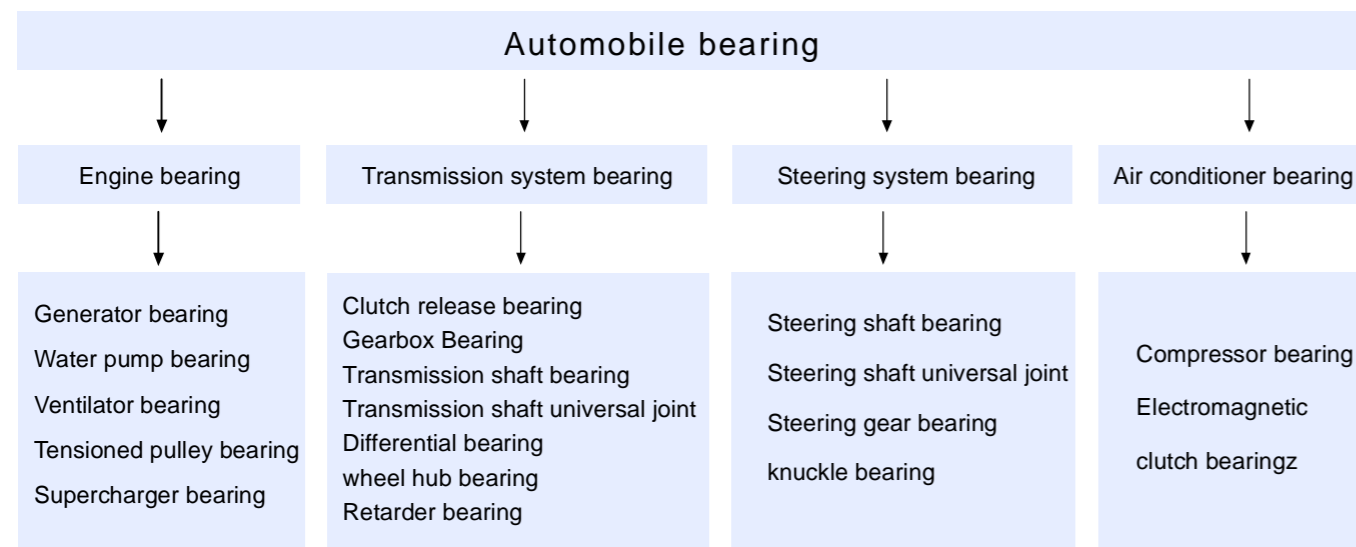 Automobile bearing
Engine bearing
Transmission system bearing
Steering system bearing
Air conditioner bearing
Generator bearing
Water pump bearing
Ventilator bearing
Tensioned pulley bearing
Supercharger bearing
Clutch release bearing
Gearbox Bearing
Transmission shaft bearing
Transmission shaft universal joint
Differential bearing
wheel hub bearing
Retarder bearing
Steering shaft bearing
Steering shaft universal joint
Steering gear bearing
knuckle bearing
Compressor bearing
Electromagnetic
clutch bearingz